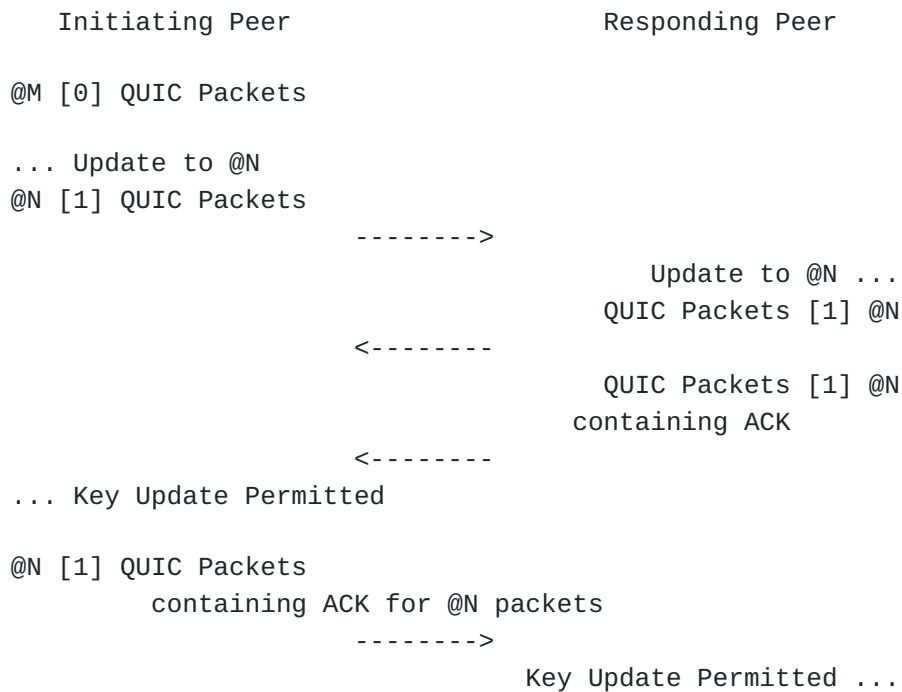 Initiating Peer                    Responding Peer
@M [0] QUIC Packets
... Update to @N
@N [1] QUIC Packets
-------->
Update to @N ...
QUIC Packets [1] @N
<--------
QUIC Packets [1] @N
containing ACK
<--------
... Key Update Permitted
@N [1] QUIC Packets
containing ACK for @N packets
-------->
Key Update Permitted ...